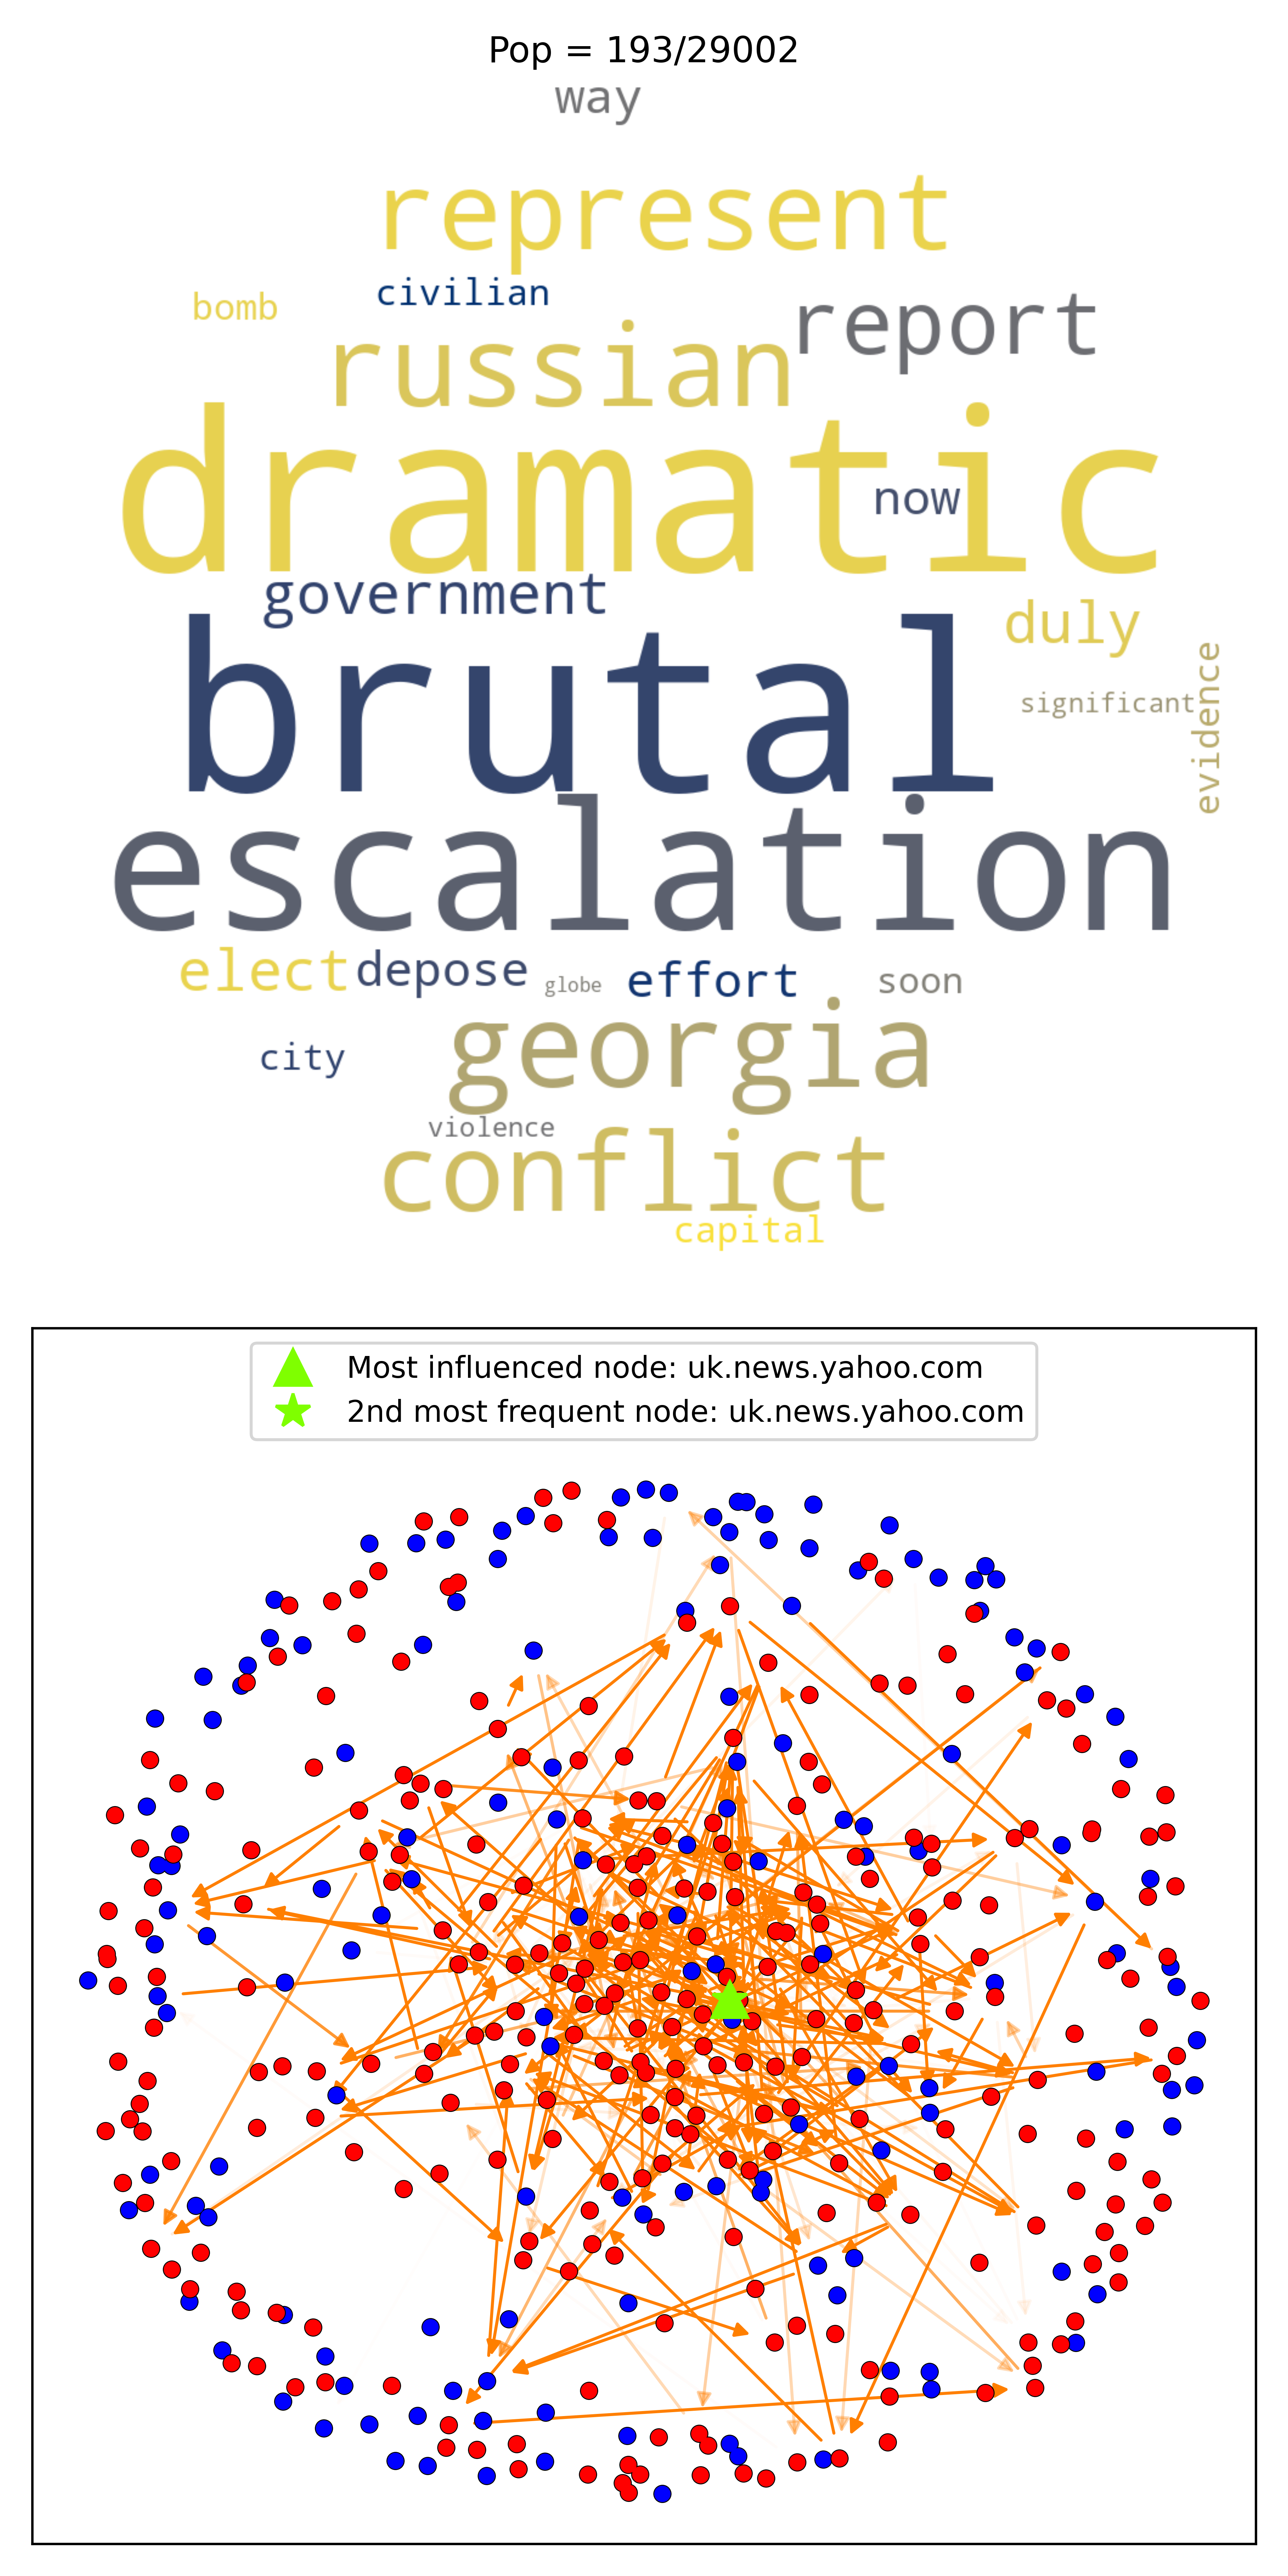 Pop = 193/29002
way
represent
civilian
bomb
report
russian
dramatic
now
government
duly
brutal
significant
evidence
escalation
elect
depose
globe
effort
soon
georgia
city
violence
conflict
capital
Most influenced node: uk.news.yahoo.com
2nd most frequent node: uk.news.yahoo.com